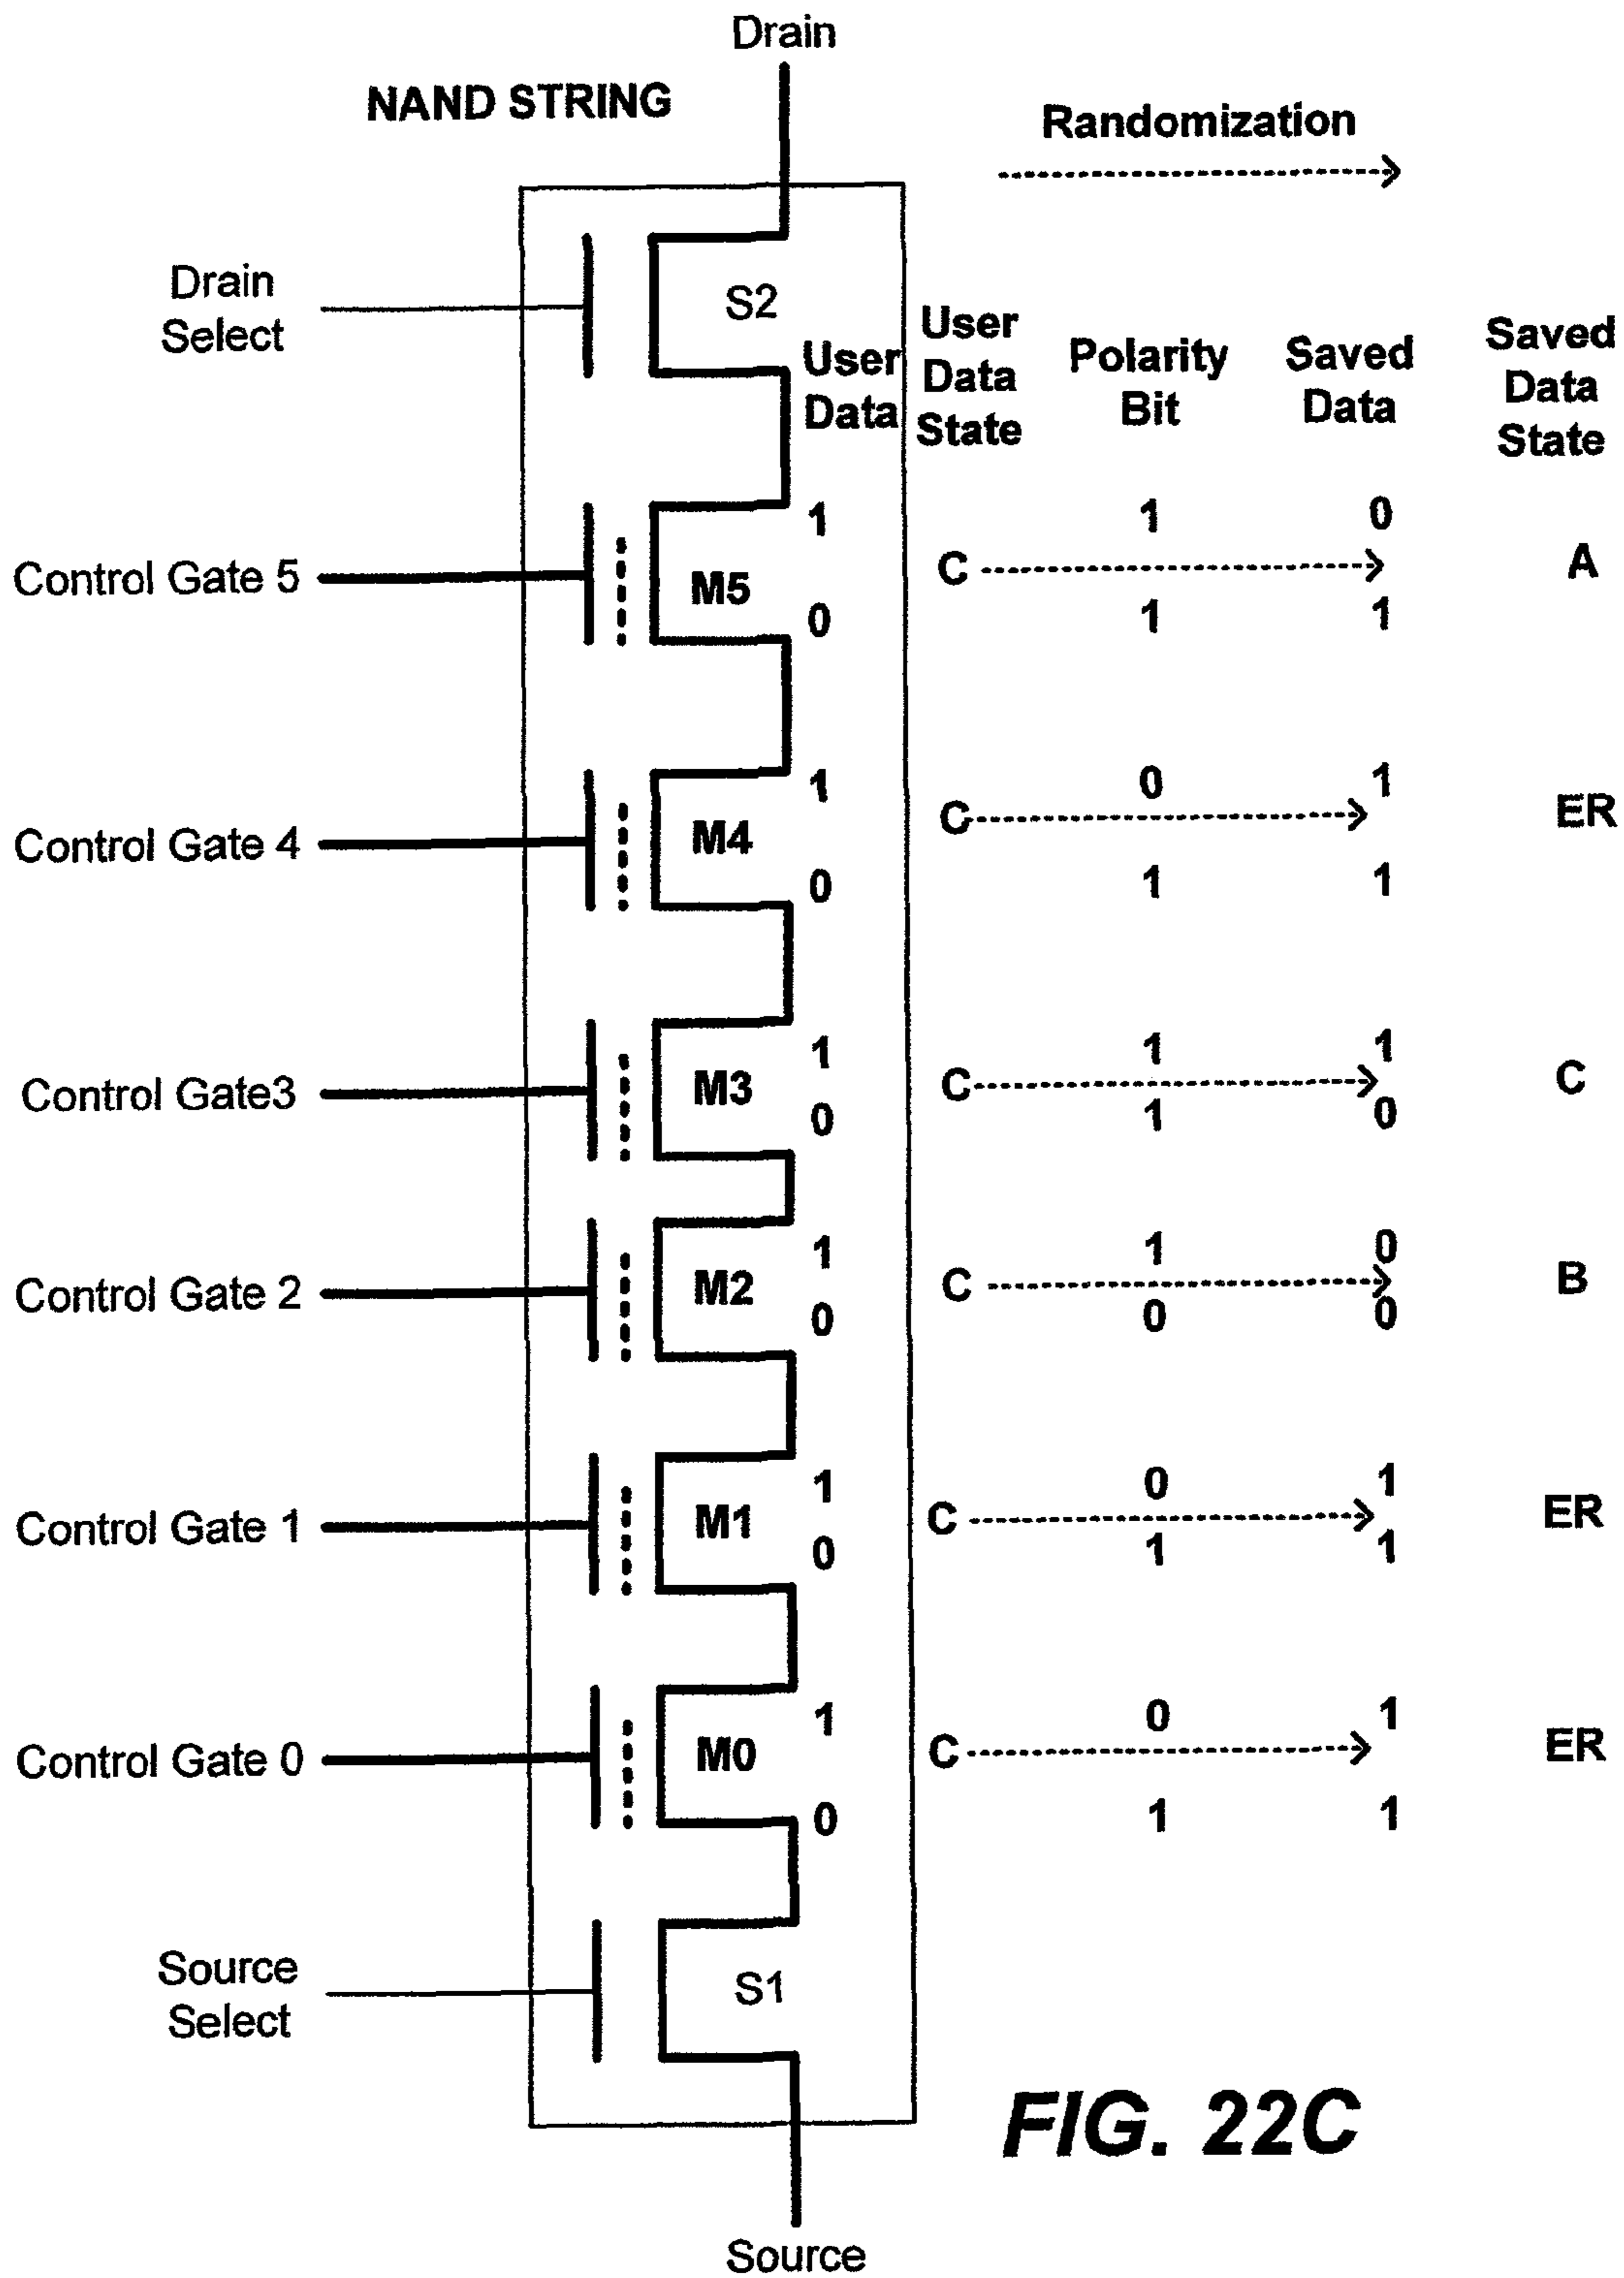 Drain
NAND STRING
Randomization
Drain
Select
S2
User
Data
User
Data
State
Polarity
Bit
Saved
Data
Saved
Data
State
1 1 0
Control Gate 5 M5 C A
0 1 1
1 0 1
Control Gate 4 M4 C ER
0 1 1
1 1 1
Control Gate3 M3 C C
0 1 0
1 1 0
Control Gate 2 M2 C B
0 0 0
1 0 1
Control Gate 1 M1 C ER
0 1 1
1 0 1
Control Gate 0 M0 C ER
0 1 1
Source
Select
S1
FIG. 22C
Source